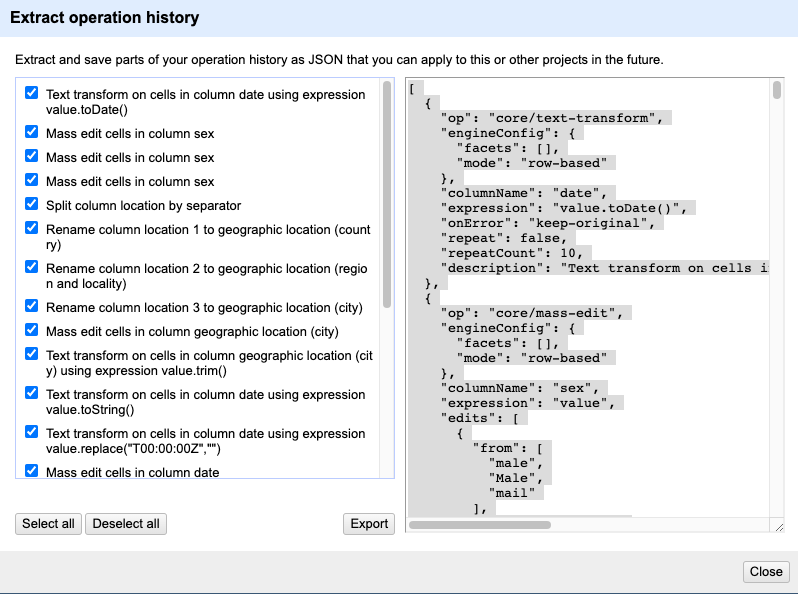 Extract operation history
Extract and save parts of your operation history as JSON that you can apply to this or other projects in the future.
Text transform on cells in column date using expression
value.toDate()
Mass edit cells in column sex
Mass edit cells in column sex
Mass edit cells in column sex
Split column location by separator
Rename column location 1 to geographic location (count
ry)
Rename column location 2 to geographic location (regio
n and locality)
Rename column location 3 to geographic location (city)
Mass edit cells in column geographic location (city)
Text transform on cells in column geographic location (cit
y) using expression value.trim()
Text transform on cells in column date using expression
value.toString()
Text transform on cells in column date using expression
value.replace("T00:00:00Z","")
Mass edit cells in column date
Select all
Deselect all
Export
[
{
"op": "core/text-transform",
"engineConfig": {
"facets": [],
"mode": "row-based"
},
"columnName": "date",
"expression": "value.toDate()",
"onError": "keep-original",
"repeat": false,
"repeatCount": 10,
"description": "Text transform on cells i
},
{
"op": "core/mass-edit",
"engineConfig": {
"facets": [],
"mode": "row-based"
},
"columnName": "sex",
"expression": "value",
"edits": [
{
"from": [
"male",
"Male",
"mail"
],
Close